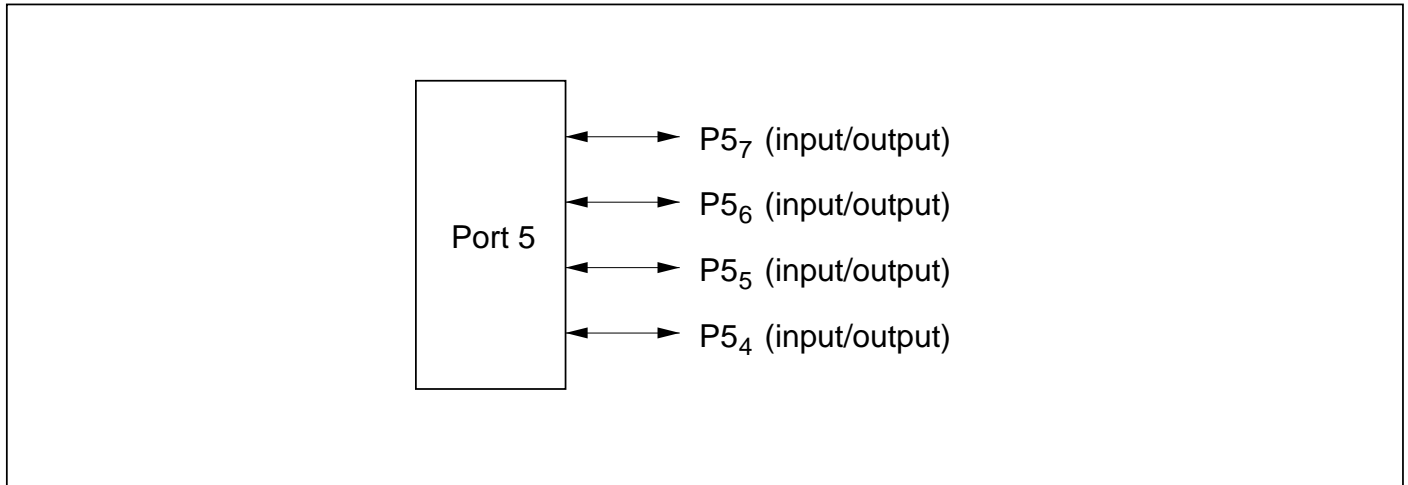 P5₇ (input/output)
P5₆ (input/output)
Port 5
P5₅ (input/output)
P5₄ (input/output)